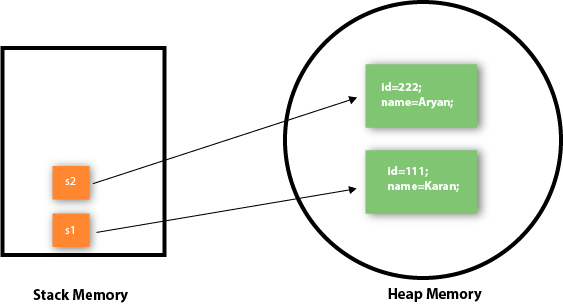 id=222;
name=Aryan;
s2
id=111;
name=Karan;
s1
Stack Memory
Heap Memory